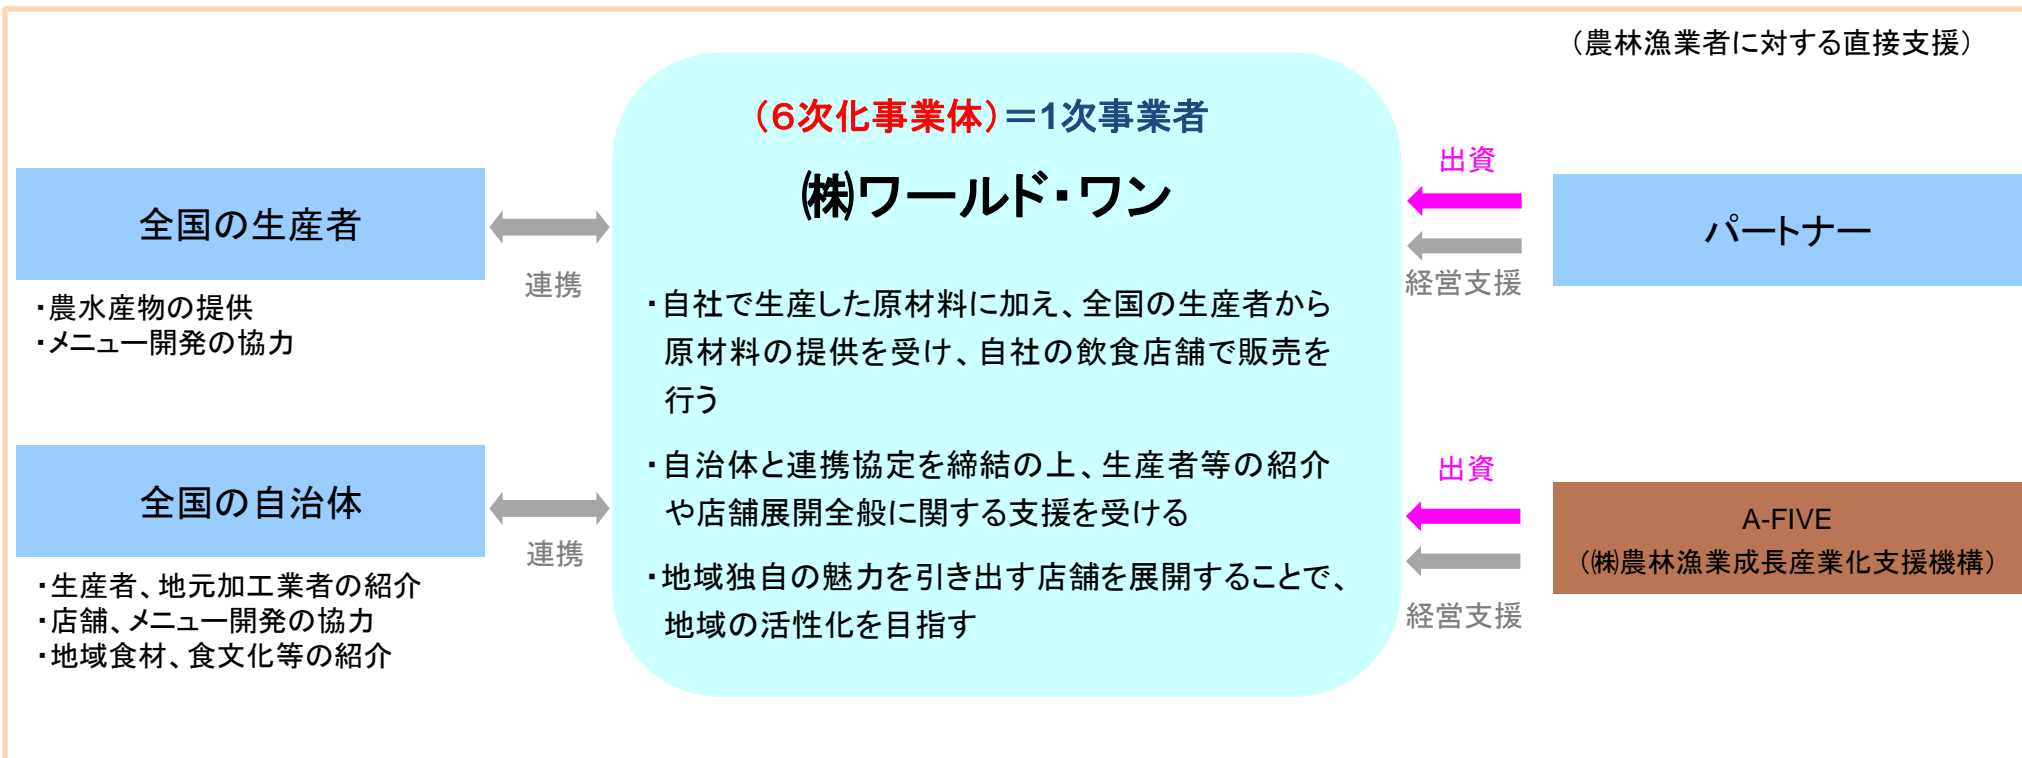 （農林漁業者に対する直接支援）
（６次化事業体）＝1次事業者
㈱ワールド・ワン
全国の生産者
連携
・農水産物の提供
・メニュー開発の協力
全国の自治体
連携
・生産者、地元加工業者の紹介
・店舗、メニュー開発の協力
・地域食材、食文化等の紹介
・自社で生産した原材料に加え、全国の生産者から
原材料の提供を受け、自社の飲食店舗で販売を
行う
・自治体と連携協定を締結の上、生産者等の紹介
や店舗展開全般に関する支援を受ける
・地域独自の魅力を引き出す店舗を展開することで、
地域の活性化を目指す
出資
経営支援
パートナー
出資
経営支援
A-FIVE
（㈱農林漁業成長産業化支援機構）